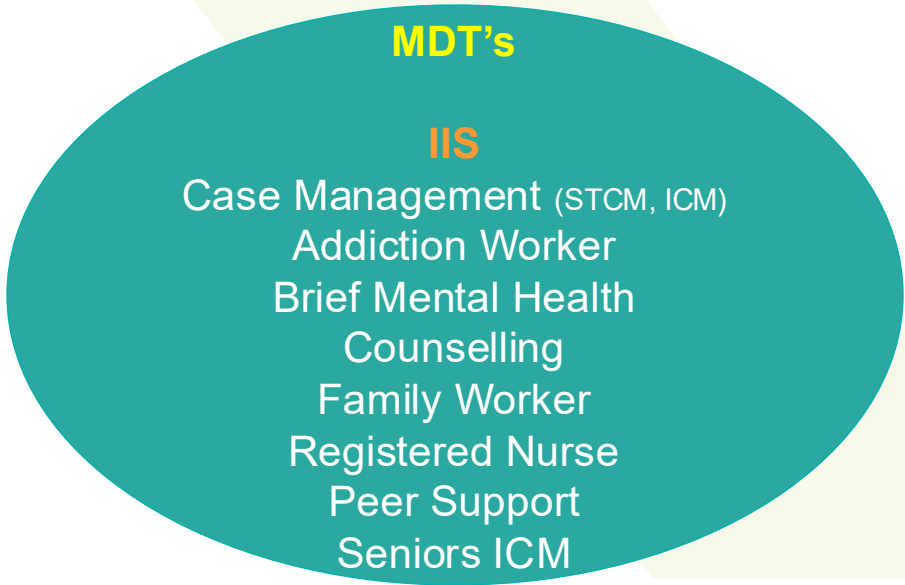 MDT’s
IIS
Case Management (STCM, ICM)
Addiction Worker
Brief Mental Health
Counselling
Family Worker
Registered Nurse
Peer Support
Seniors ICM